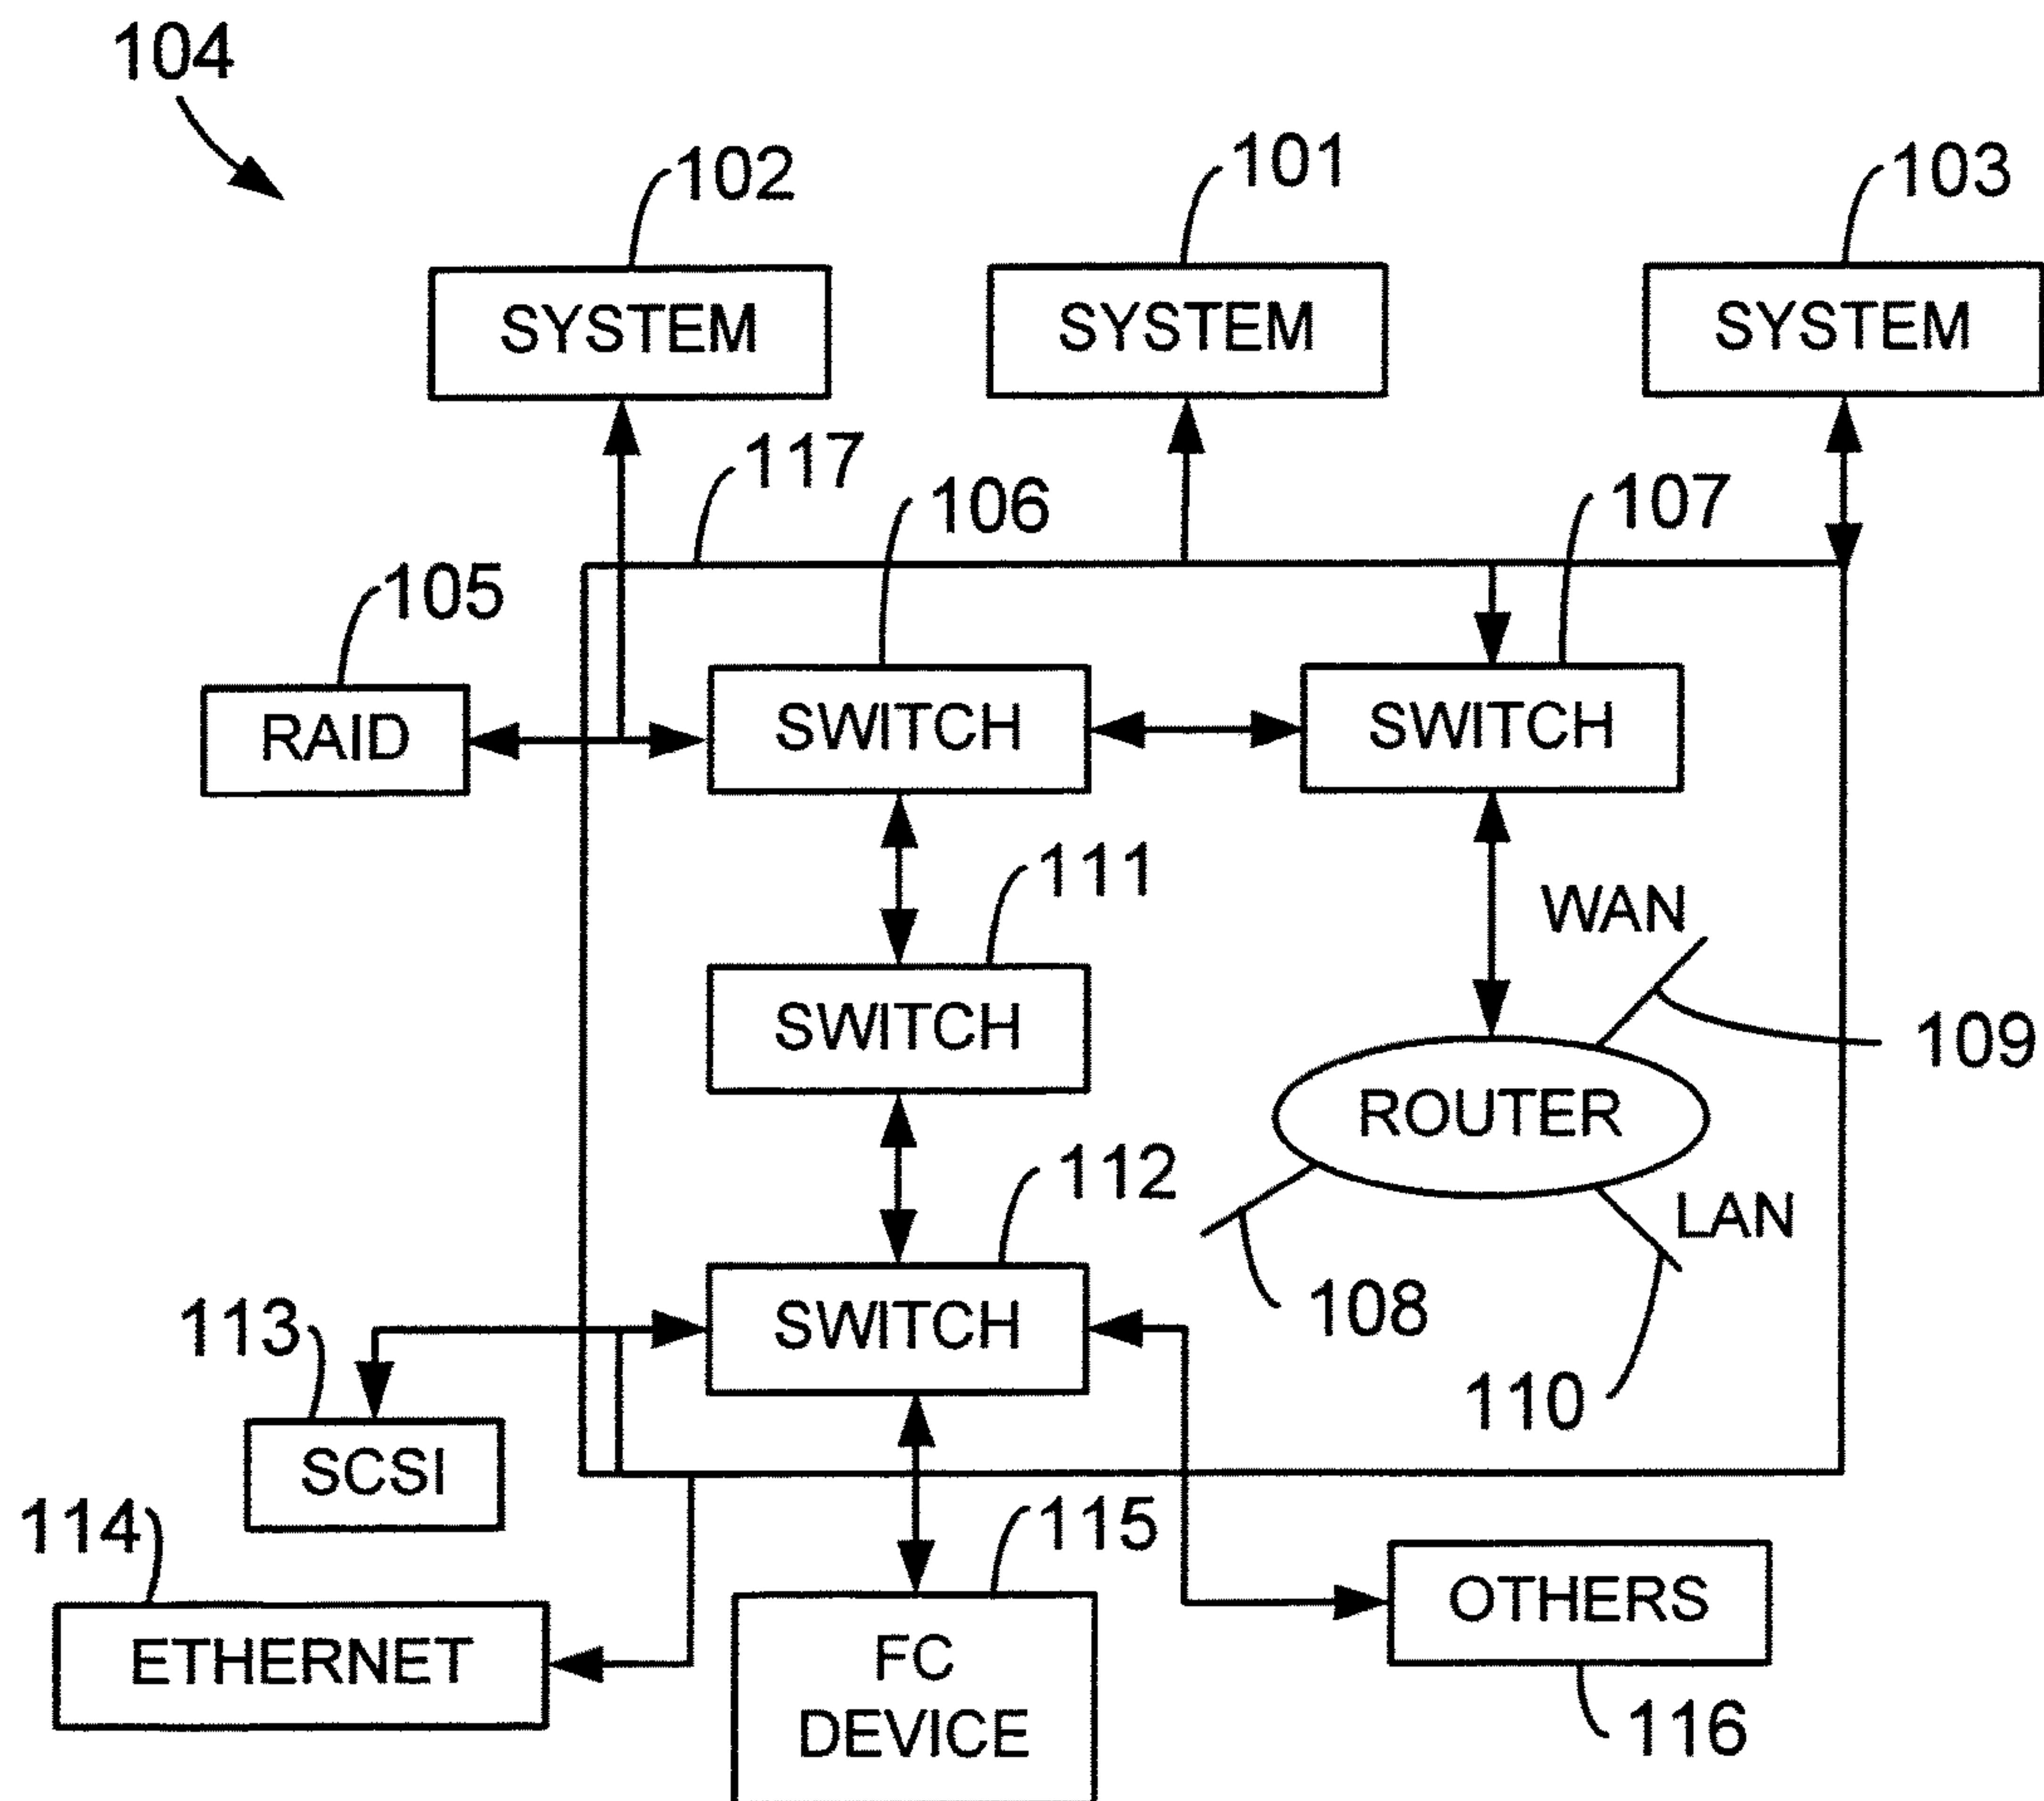 104
102
101
103
SYSTEM
SYSTEM
SYSTEM
117
106
107
105
RAID
SWITCH
SWITCH
111
WAN
SWITCH
109
ROUTER
112
LAN
113
SWITCH
108
110
SCSI
114
115
ETHERNET
FC
DEVICE
OTHERS
116